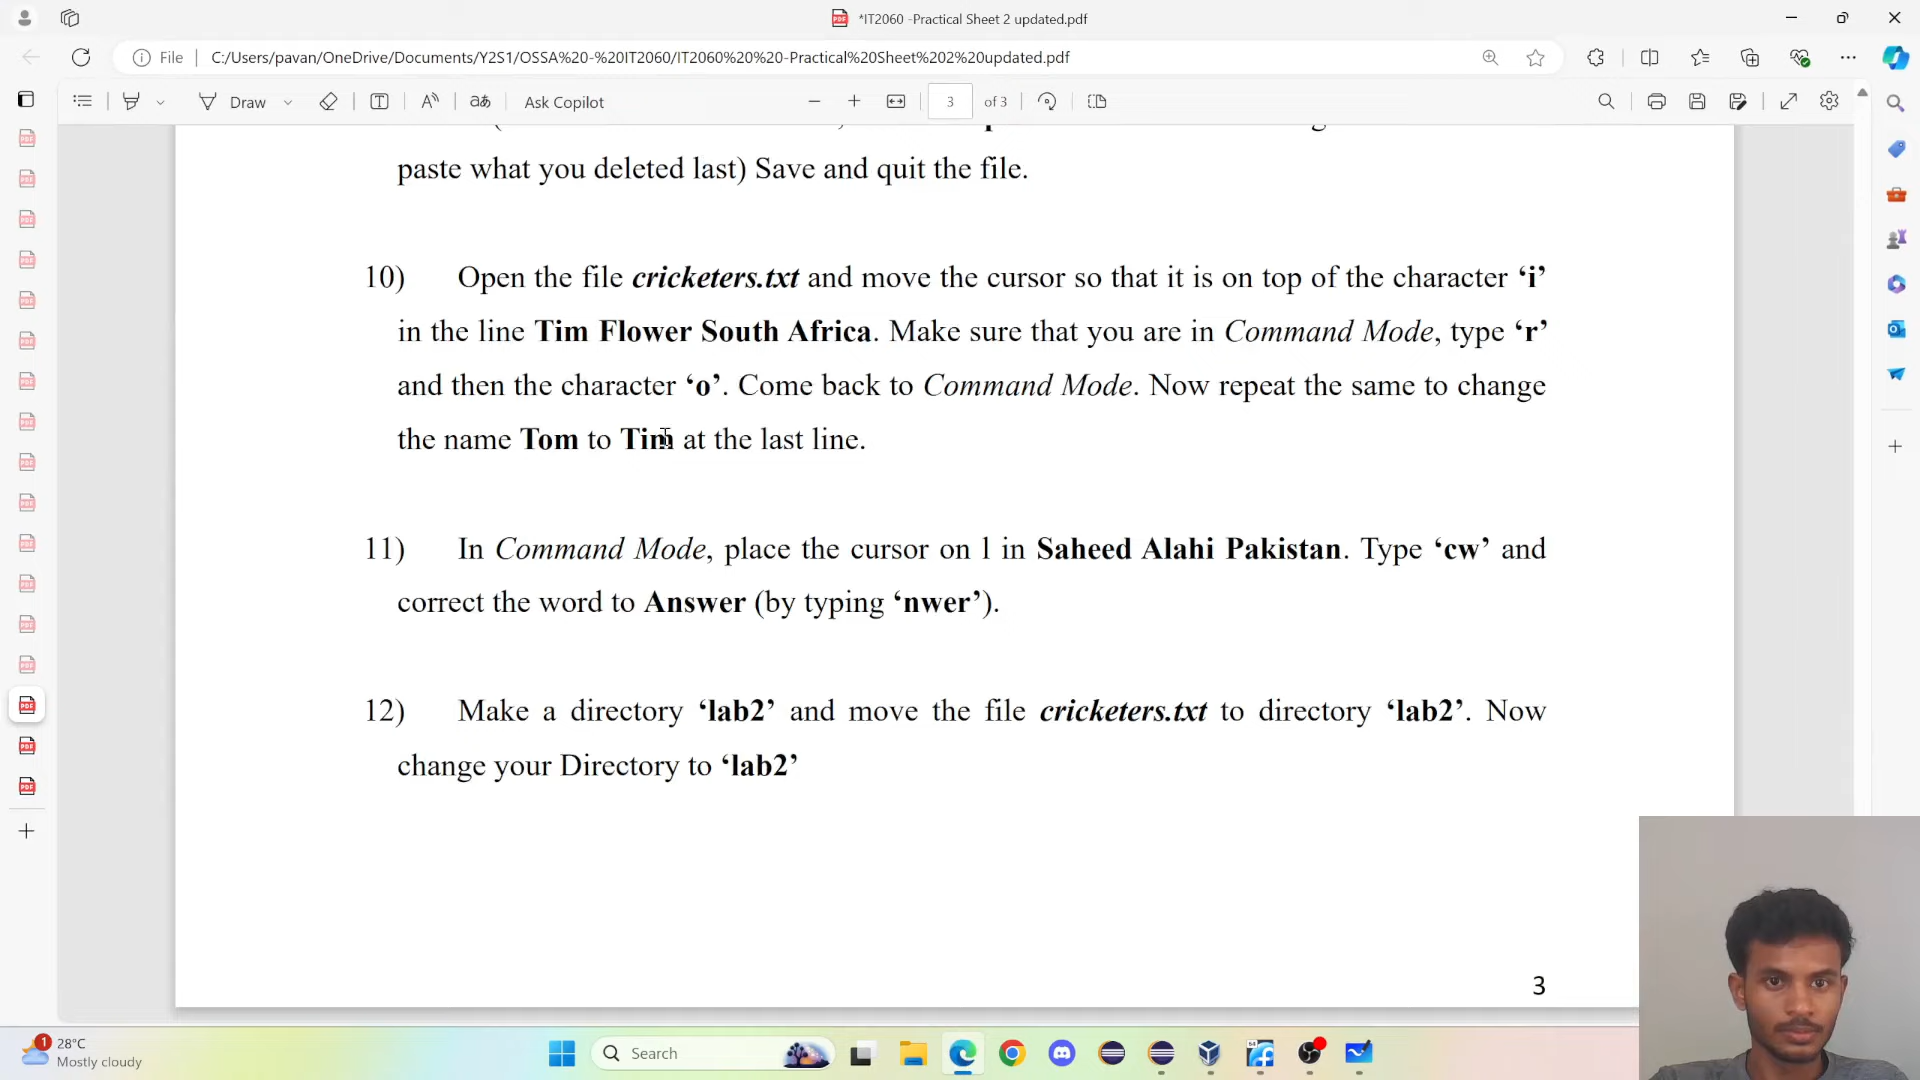 *IT2060 -Practical Sheet 2 updated.pdf
File
C:/Users/pavan/OneDrive/Documents/Y2S1/OSSA%20-%20IT2060/IT2060%20%20-Practical%20Sheet%202%20updated.pdf
Draw
aあ
Ask Copilot
3 of 3
paste what you deleted last) Save and quit the file.
10) Open the file cricketers.txt and move the cursor so that it is on top of the character ‘i’
in the line Tim Flower South Africa. Make sure that you are in Command Mode, type ‘r’
and then the character ‘o’. Come back to Command Mode. Now repeat the same to change
the name Tom to Tim at the last line.
11) In Command Mode, place the cursor on l in Saheed Alahi Pakistan. Type ‘cw’ and
correct the word to Answer (by typing ‘nwer’).
12) Make a directory ‘lab2’ and move the file cricketers.txt to directory ‘lab2’. Now
change your Directory to ‘lab2’
3
1
28°C
Mostly cloudy
Search